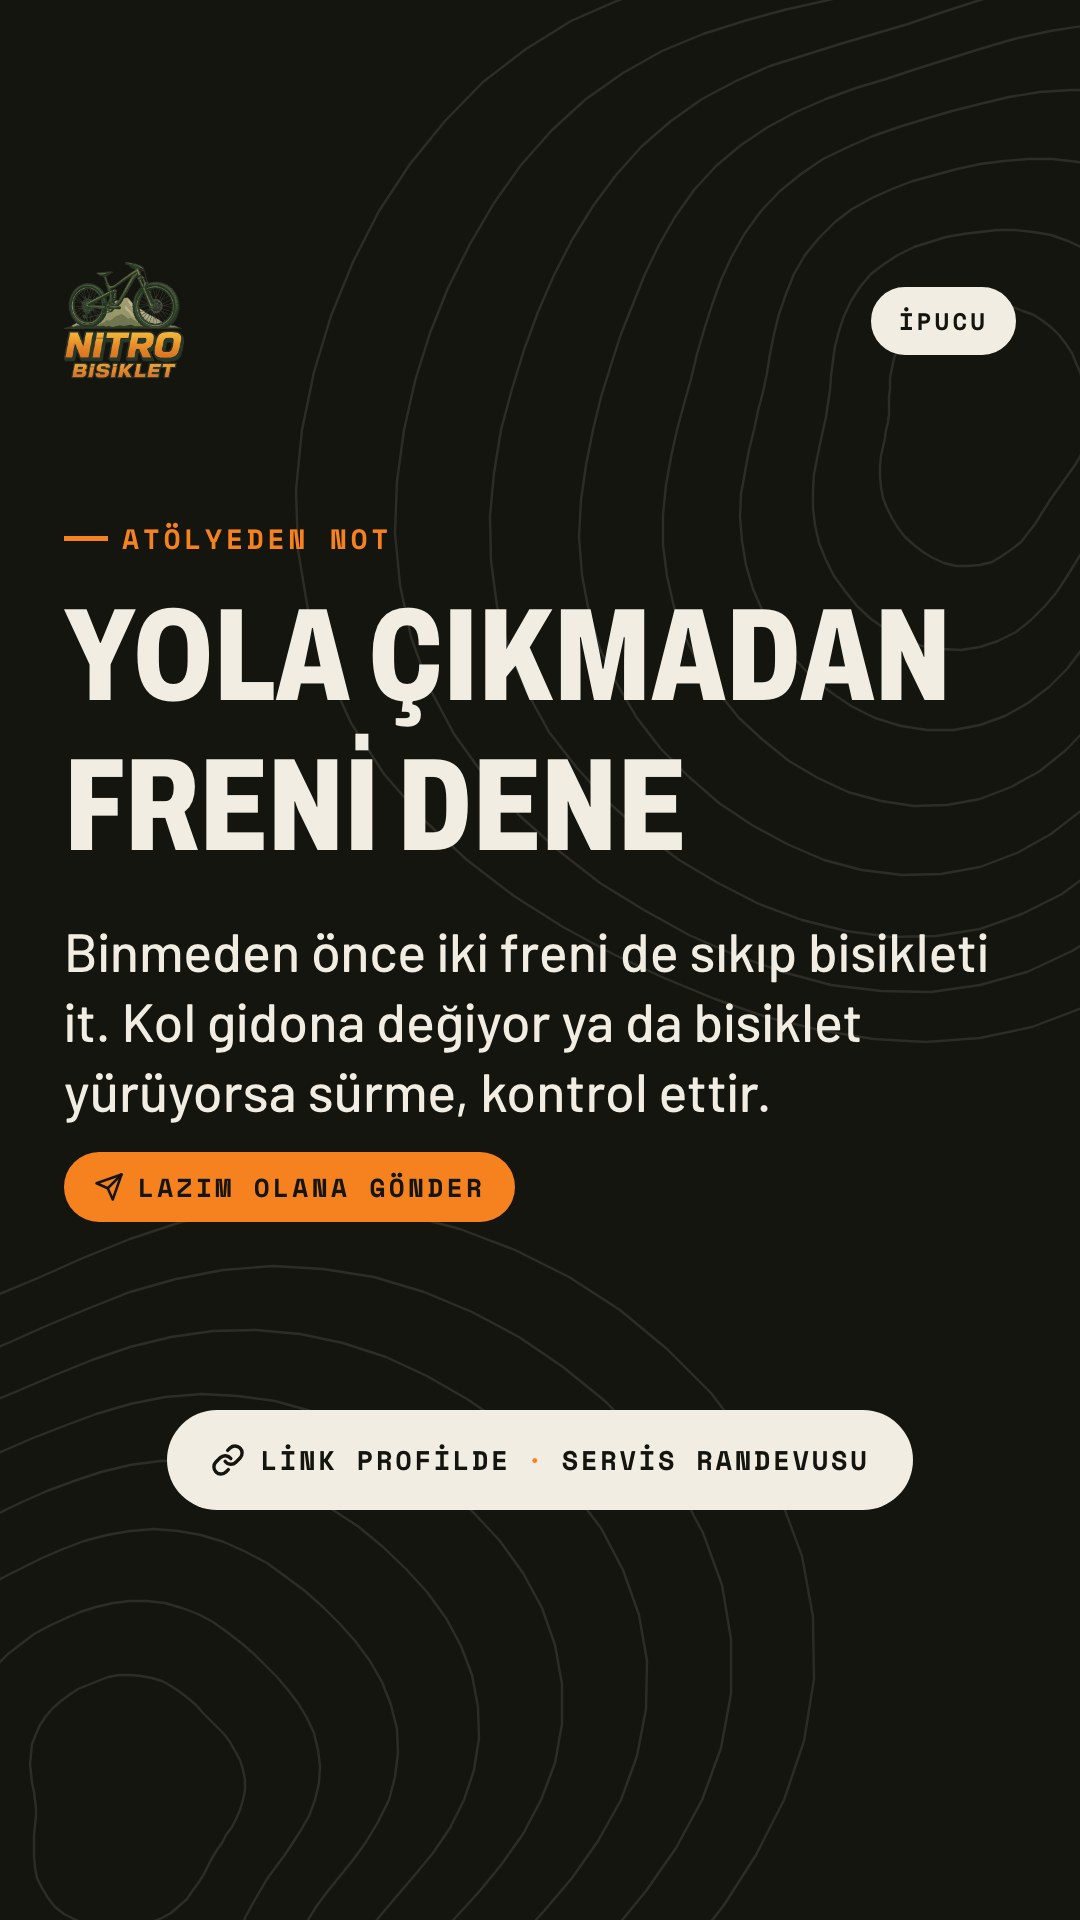 NiTRO
BiSiKLET
İPUCU
ATÖLYEDEN NOT
YOLA ÇIKMADAN
FRENİ DENE
Binmeden önce iki freni de sıkıp bisikleti
it. Kol gidona değiyor ya da bisiklet
yürüyorsa sürme, kontrol ettir.
LAZIM OLANA GÖNDER
LİNK PROFİLDE · SERVİS RANDEVUSU